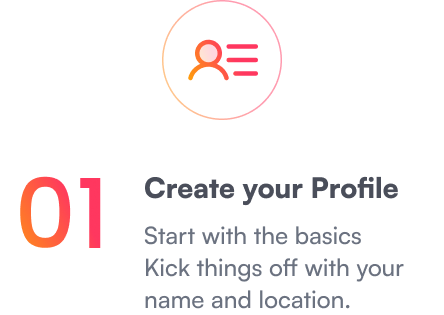 01
Create your Profile
Start with the basics
Kick things off with your
name and location.